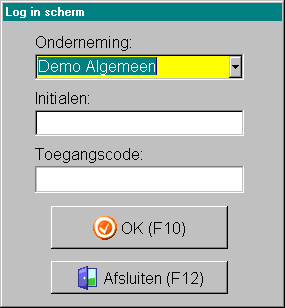 Log in scherm
Onderneming:
Demo Algemeen
Initialen:
Toegangscode:
OK (F10)
Afsluiten (F12)